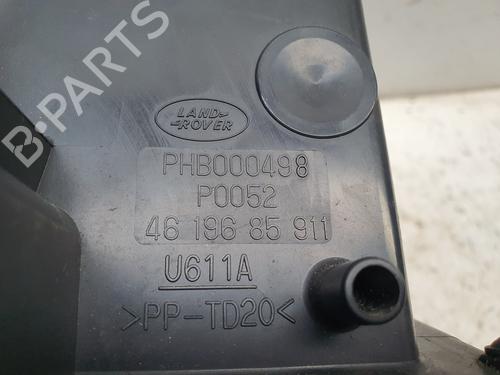 LAND
ROVER
PHB000498
P0052
46 196 85 911
U611A
>PP-TD20<
B-PARTS